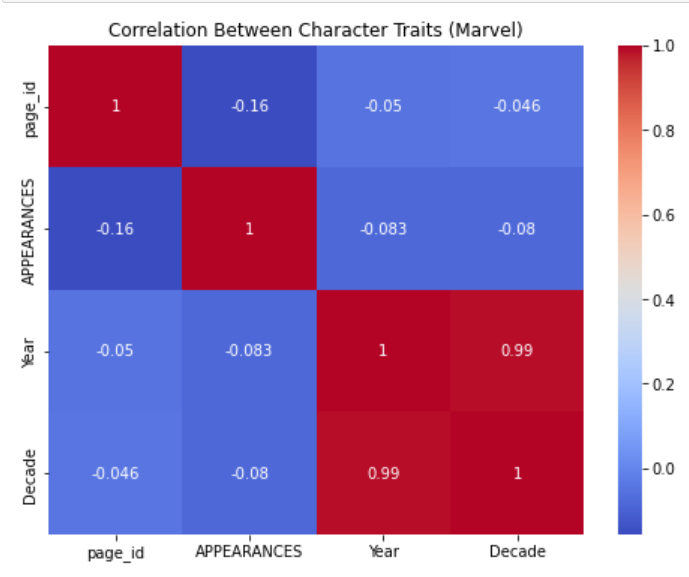 Correlation Between Character Traits (Marvel)
page_id 1 -0.16 -0.05 -0.046
APPEARANCES -0.16 1 -0.083 -0.08
Year -0.05 -0.083 1 0.99
Decade -0.046 -0.08 0.99 1
page_id APPEARANCES Year Decade
1.0
0.8
0.6
0.4
0.2
0.0